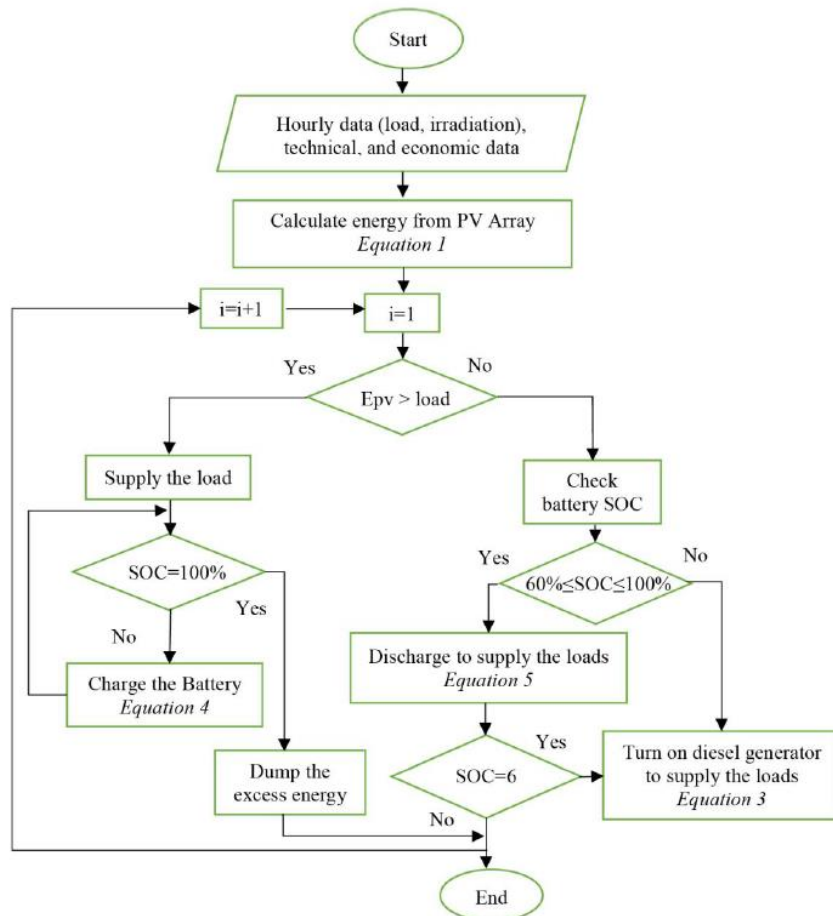 Start
Hourly data (load, irradiation),
technical, and economic data
Calculate energy from PV Array
Equation 1
i=i+1
i=1
Yes
No
Epv > load
Supply the load
Check
battery SOC
SOC=100%
Yes
No
Yes
No
60%≤SOC≤100%
Charge the Battery
Equation 4
Discharge to supply the loads
Equation 5
Dump the
excess energy
SOC=6
Yes
No
Turn on diesel generator
to supply the loads
Equation 3
End